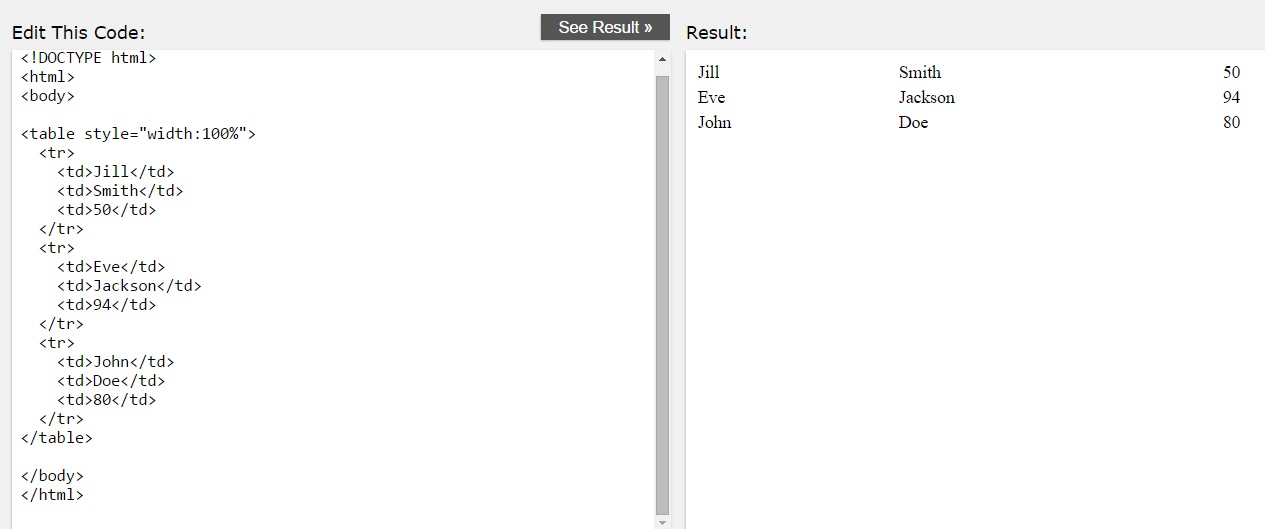 Edit This Code:
See Result »
<!DOCTYPE html>
<html>
<body>
<table style="width:100%">
<tr>
<td>Jill</td>
<td>Smith</td>
<td>50</td>
</tr>
<tr>
<td>Eve</td>
<td>Jackson</td>
<td>94</td>
</tr>
<tr>
<td>John</td>
<td>Doe</td>
<td>80</td>
</tr>
</table>
</body>
</html>
Result:
Jill Smith 50
Eve Jackson 94
John Doe 80